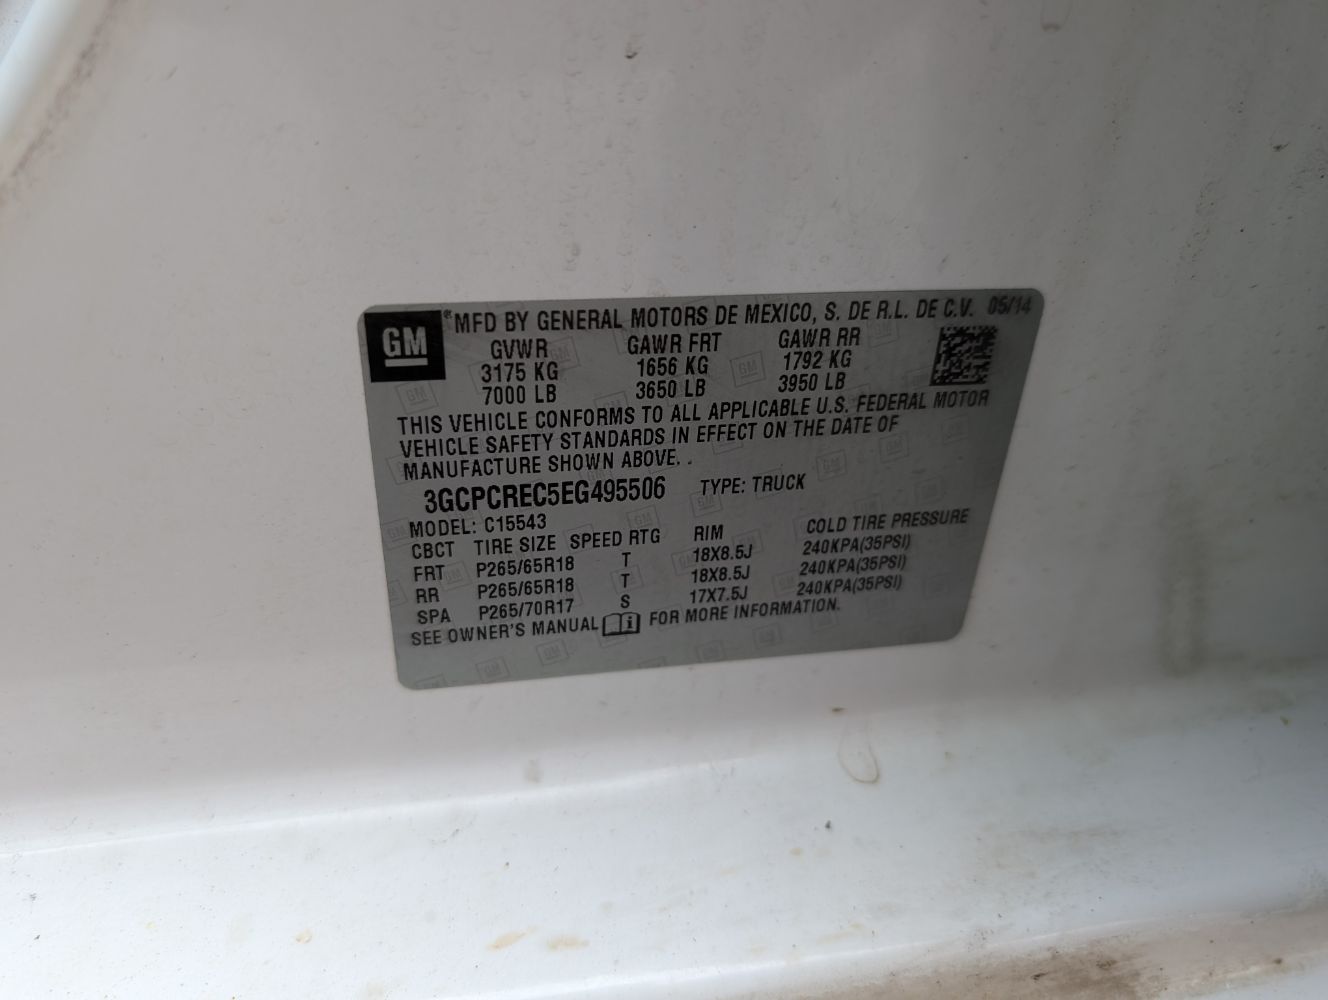 GM ®MFD BY GENERAL MOTORS DE MEXICO, S. DE R.L. DE C.V. 05/14
GVWR GAWR FRT GAWR RR
3175 KG 1656 KG 1792 KG
7000 LB 3650 LB 3950 LB
THIS VEHICLE CONFORMS TO ALL APPLICABLE U.S. FEDERAL MOTOR
VEHICLE SAFETY STANDARDS IN EFFECT ON THE DATE OF
MANUFACTURE SHOWN ABOVE. .
3GCPCREC5EG495506 TYPE: TRUCK
MODEL: C15543
CBCT TIRE SIZE SPEED RTG RIM COLD TIRE PRESSURE
FRT P265/65R18 T 18X8.5J 240KPA(35PSI)
RR P265/65R18 T 18X8.5J 240KPA(35PSI)
SPA P265/70R17 S 17X7.5J 240KPA(35PSI)
SEE OWNER'S MANUAL i FOR MORE INFORMATION.